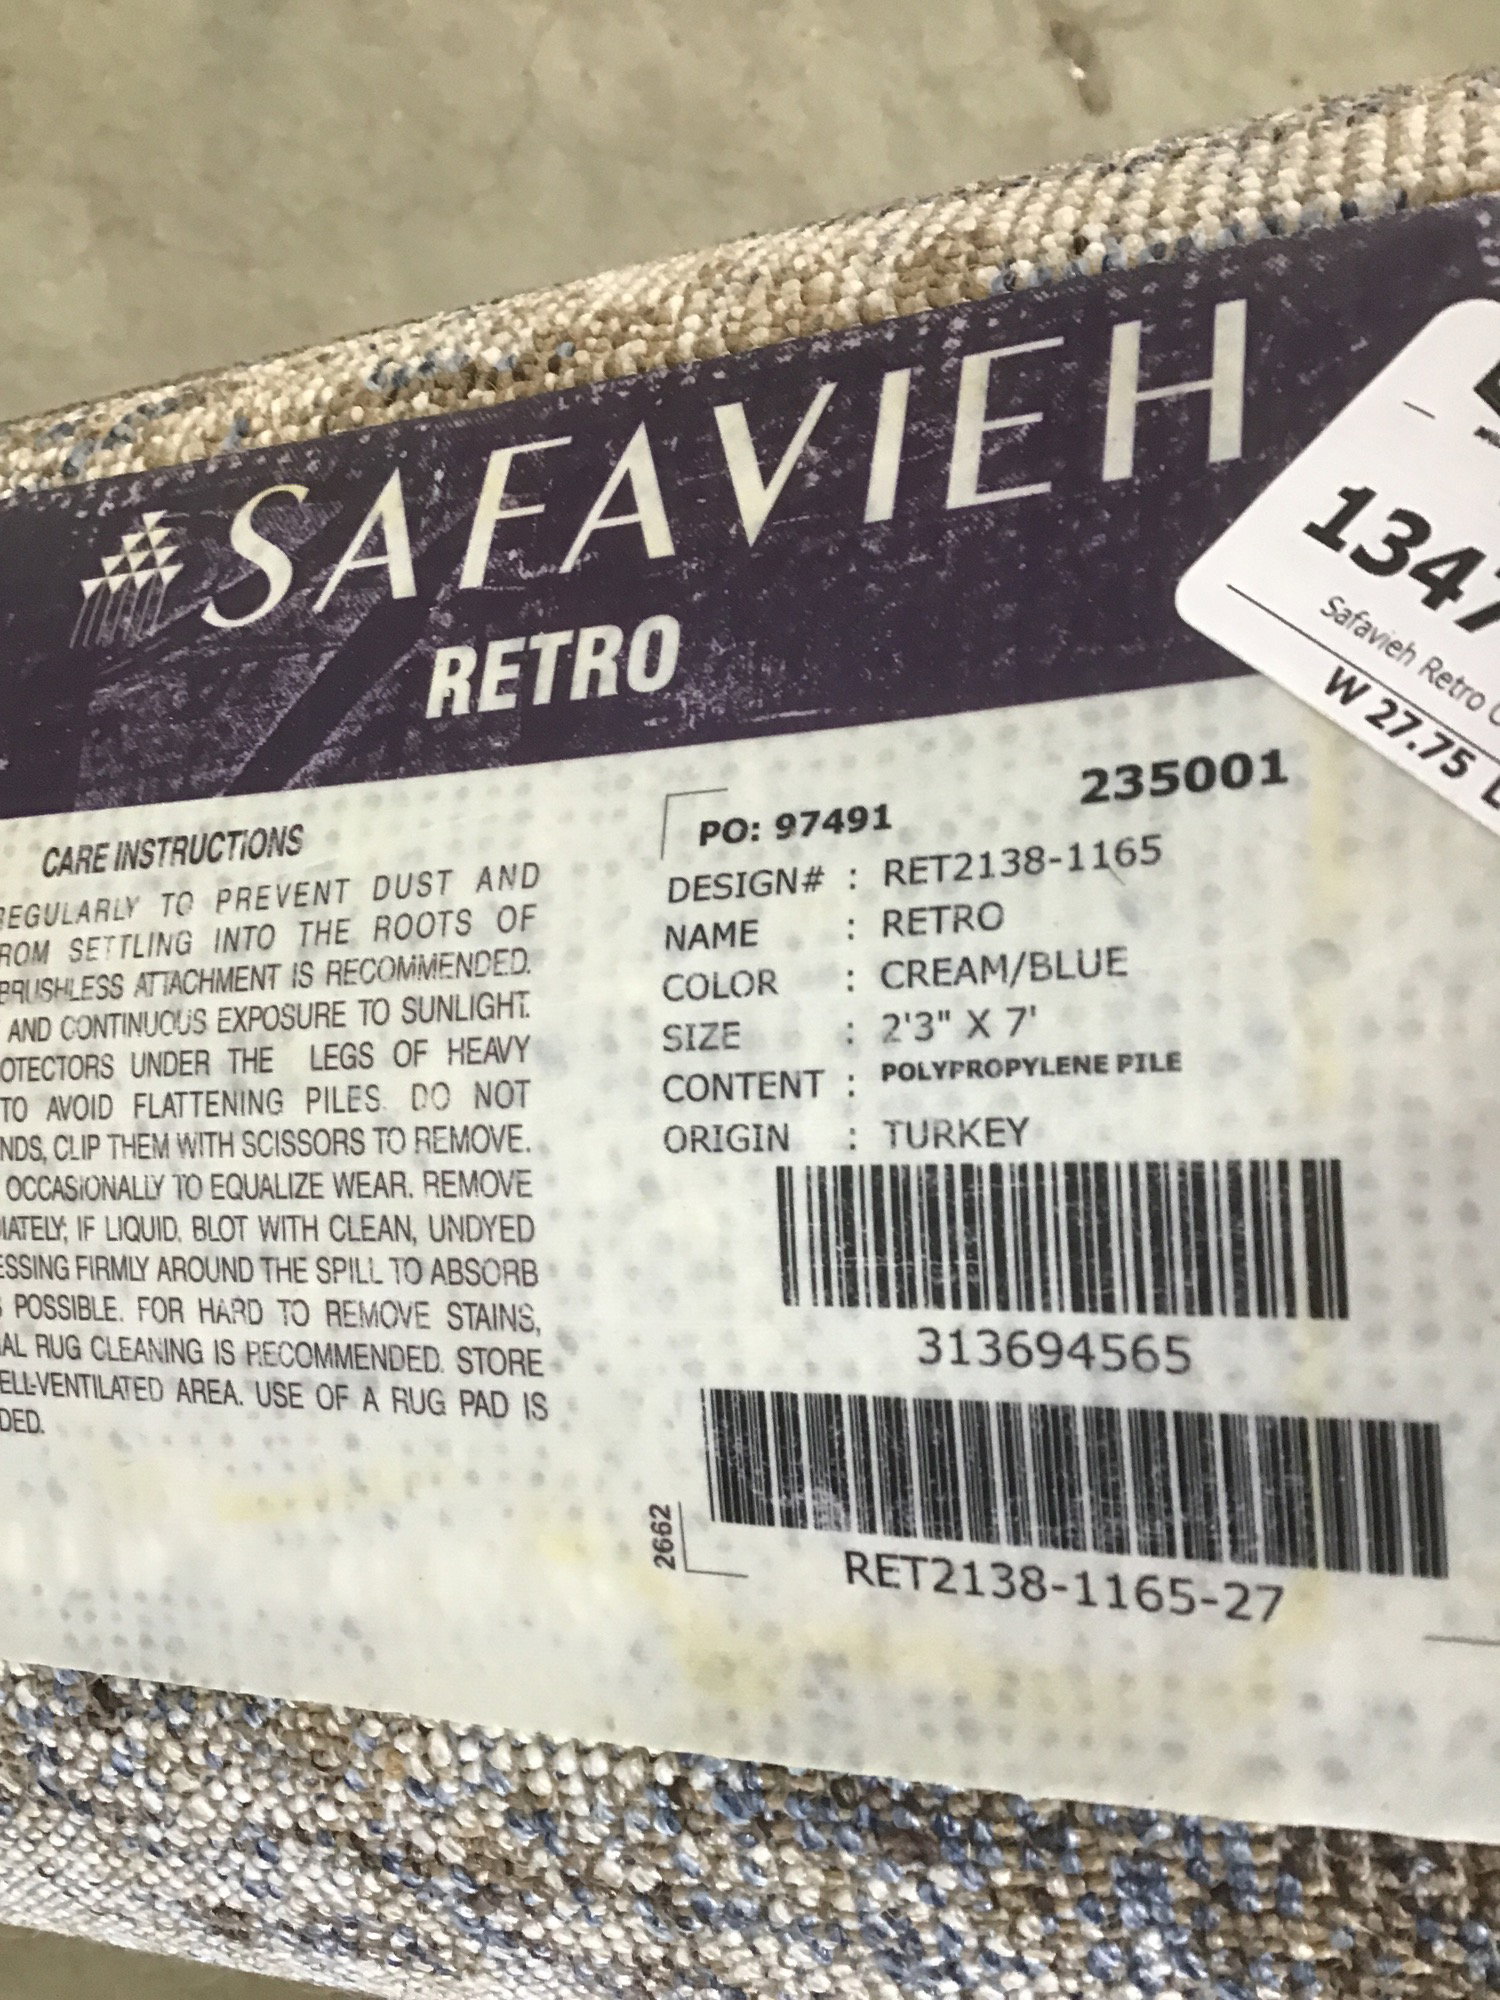 SAFAVIEH
RETRO
1347
Safavieh Retro
W 27.75
CARE INSTRUCTIONS
REGULARLY TO PREVENT DUST AND
ROM SETTLING INTO THE ROOTS OF
BRUSHLESS ATTACHMENT IS RECOMMENDED.
AND CONTINUOUS EXPOSURE TO SUNLIGHT.
OTECTORS UNDER THE LEGS OF HEAVY
TO AVOID FLATTENING PILES. DO NOT
NDS, CLIP THEM WITH SCISSORS TO REMOVE.
OCCASIONALLY TO EQUALIZE WEAR. REMOVE
IATELY; IF LIQUID, BLOT WITH CLEAN, UNDYED
ESSING FIRMLY AROUND THE SPILL TO ABSORB
POSSIBLE. FOR HARD TO REMOVE STAINS,
AL RUG CLEANING IS RECOMMENDED. STORE
ELL-VENTILATED AREA. USE OF A RUG PAD IS
DED.
235001
PO: 97491
DESIGN# : RET2138-1165
NAME : RETRO
COLOR : CREAM/BLUE
SIZE : 2'3" X 7'
CONTENT : POLYPROPYLENE PILE
ORIGIN : TURKEY
313694565
2662
RET2138-1165-27